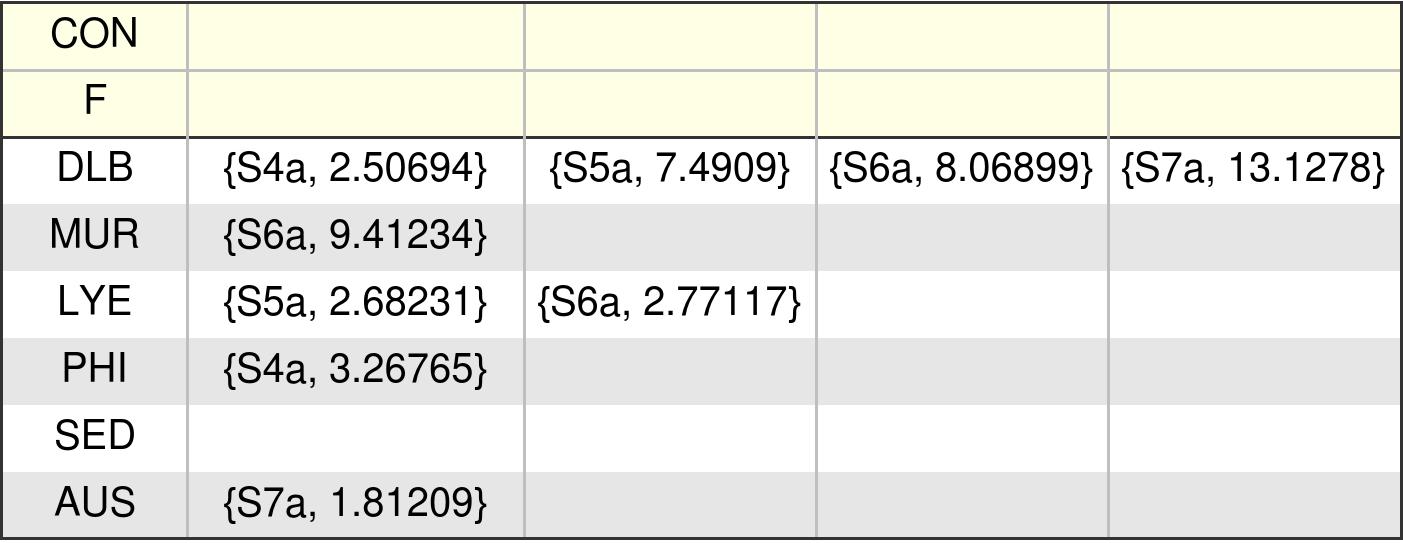 CON
F
DLB {S4a, 2.50694} {S5a, 7.4909} {S6a, 8.06899} {S7a, 13.1278}
MUR {S6a, 9.41234}
LYE {S5a, 2.68231} {S6a, 2.77117}
PHI {S4a, 3.26765}
SED
AUS {S7a, 1.81209}